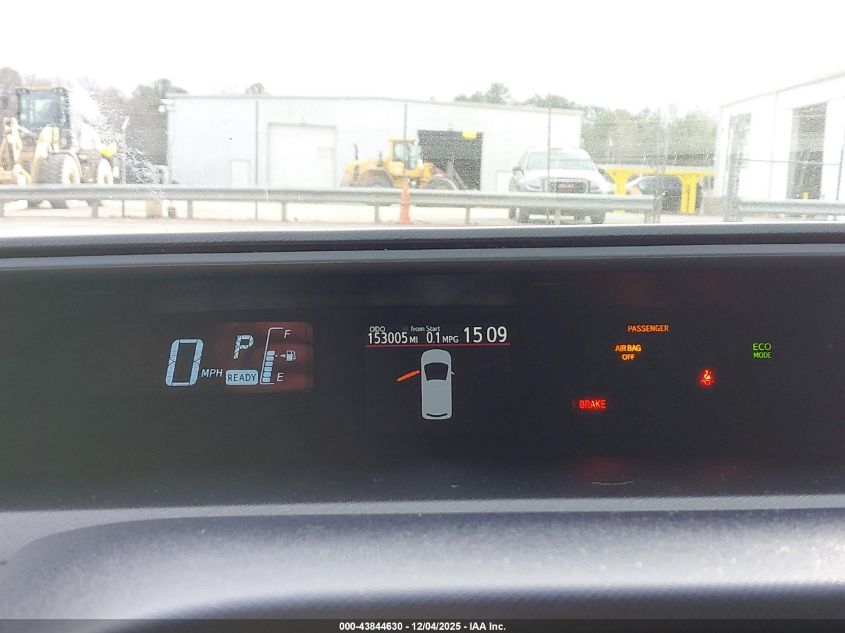 0 MPH
P
READY
F
E
ODO from Start
153005 MI 0.1 MPG 15:09
PASSENGER
AIR BAG
OFF
ECO
MODE
BRAKE
000-43844630 - 12/04/2025 - IAA Inc.